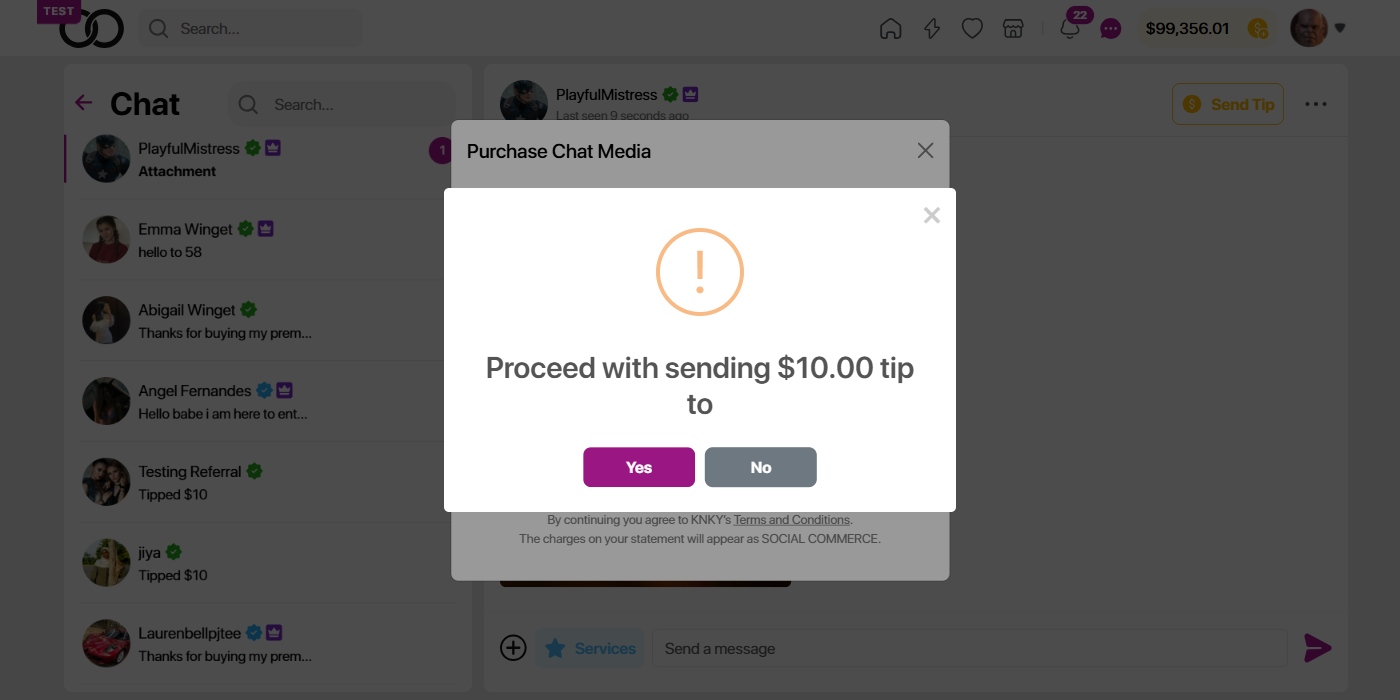 TEST
Search...
22
$99,356.01
Chat
Search...
PlayfulMistress
Attachment
1
Emma Winget
hello to 58
Abigail Winget
Thanks for buying my prem...
Angel Fernandes
Hello babe i am here to ent...
Testing Referral
Tipped $10
jiya
Tipped $10
Laurenbellpjtee
Thanks for buying my prem...
PlayfulMistress
Last seen 9 seconds ago
Send Tip
Purchase Chat Media
Proceed with sending $10.00 tip
to
Yes
No
By continuing you agree to KNKY's Terms and Conditions.
The charges on your statement will appear as SOCIAL COMMERCE.
Services
Send a message